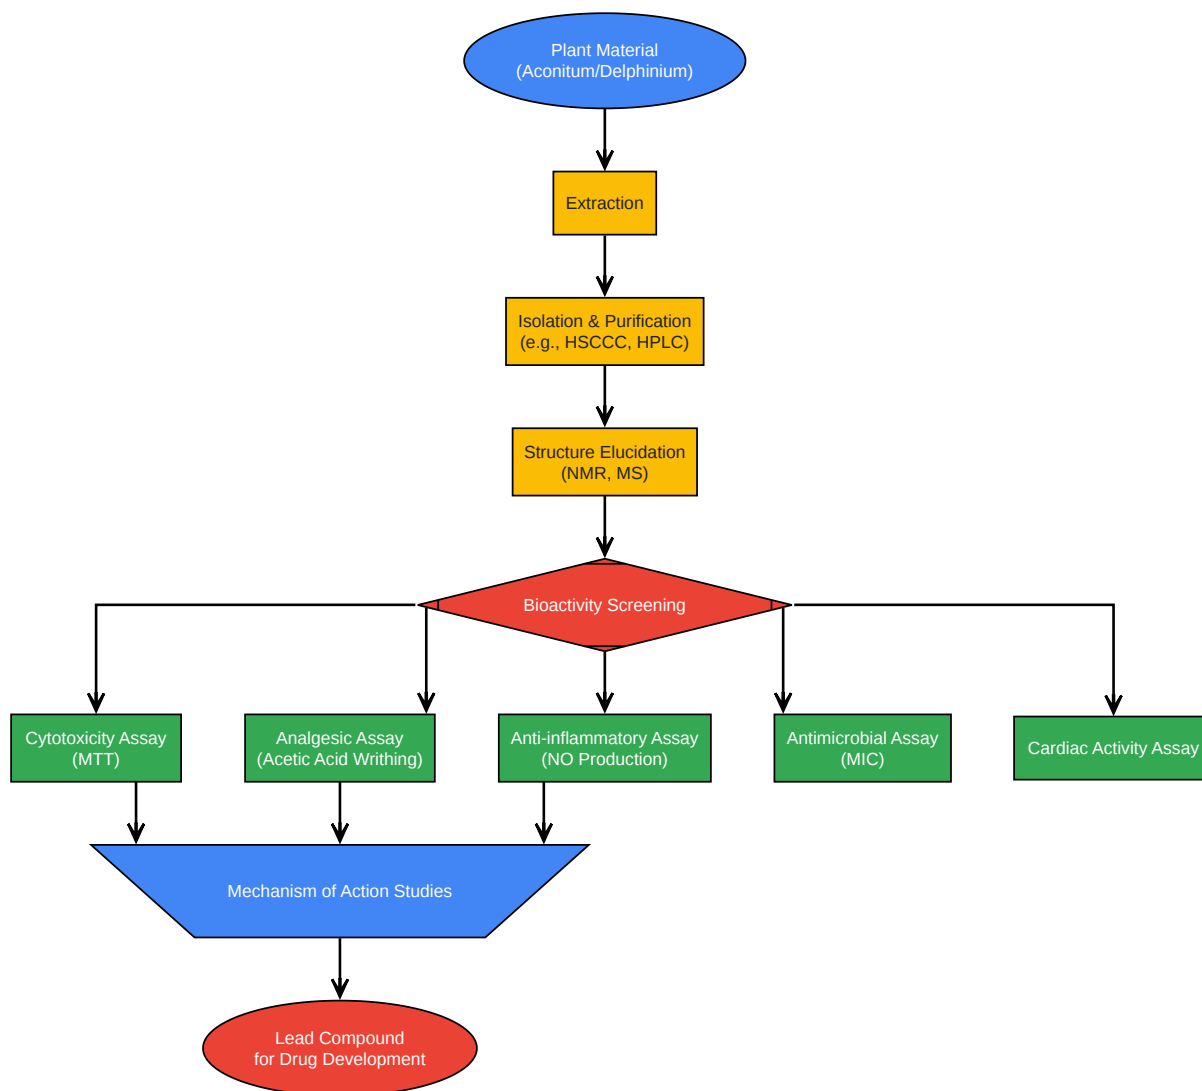 Plant Material
(Aconitum/Delphinium)
Extraction
Isolation & Purification
(e.g., HSCCC, HPLC)
Structure Elucidation
(NMR, MS)
Bioactivity Screening
Cytotoxicity Assay
(MTT)
Analgesic Assay
(Acetic Acid Writhing)
Anti-inflammatory Assay
(NO Production)
Antimicrobial Assay
(MIC)
Cardiac Activity Assay
Mechanism of Action Studies
Lead Compound
for Drug Development